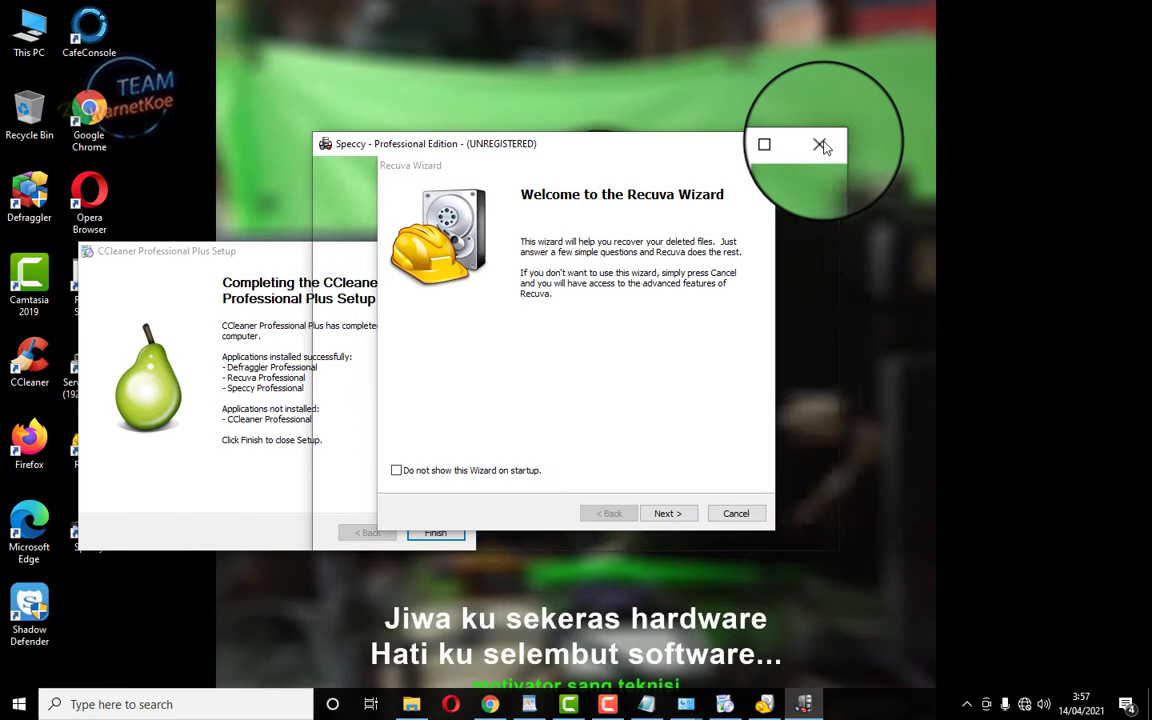 This PC
CafeConsole
TEAM
WarnetKoe
Recycle Bin
Google
Chrome
Defraggler
Opera
Browser
Camtasia
2019
CCleaner
Firefox
Microsoft
Edge
Shadow
Defender
Speccy - Professional Edition - (UNREGISTERED)
Recuva Wizard
Welcome to the Recuva Wizard
This wizard will help you recover your deleted files. Just
answer a few simple questions and Recuva does the rest.
If you don't want to use this wizard, simply press Cancel
and you will have access to the advanced features of
Recuva.
Do not show this Wizard on startup.
< Back
Next >
Cancel
CCleaner Professional Plus Setup
Completing the CCleane
Professional Plus Setup
CCleaner Professional Plus has complete
computer.
Applications installed successfully:
- Defraggler Professional
- Recuva Professional
- Speccy Professional
Applications not installed:
- CCleaner Professional
Click Finish to close Setup.
< Back
Finish
Jiwa ku sekeras hardware
Hati ku selembut software...
motivator sang teknisi
Type here to search
3:57
14/04/2021
4